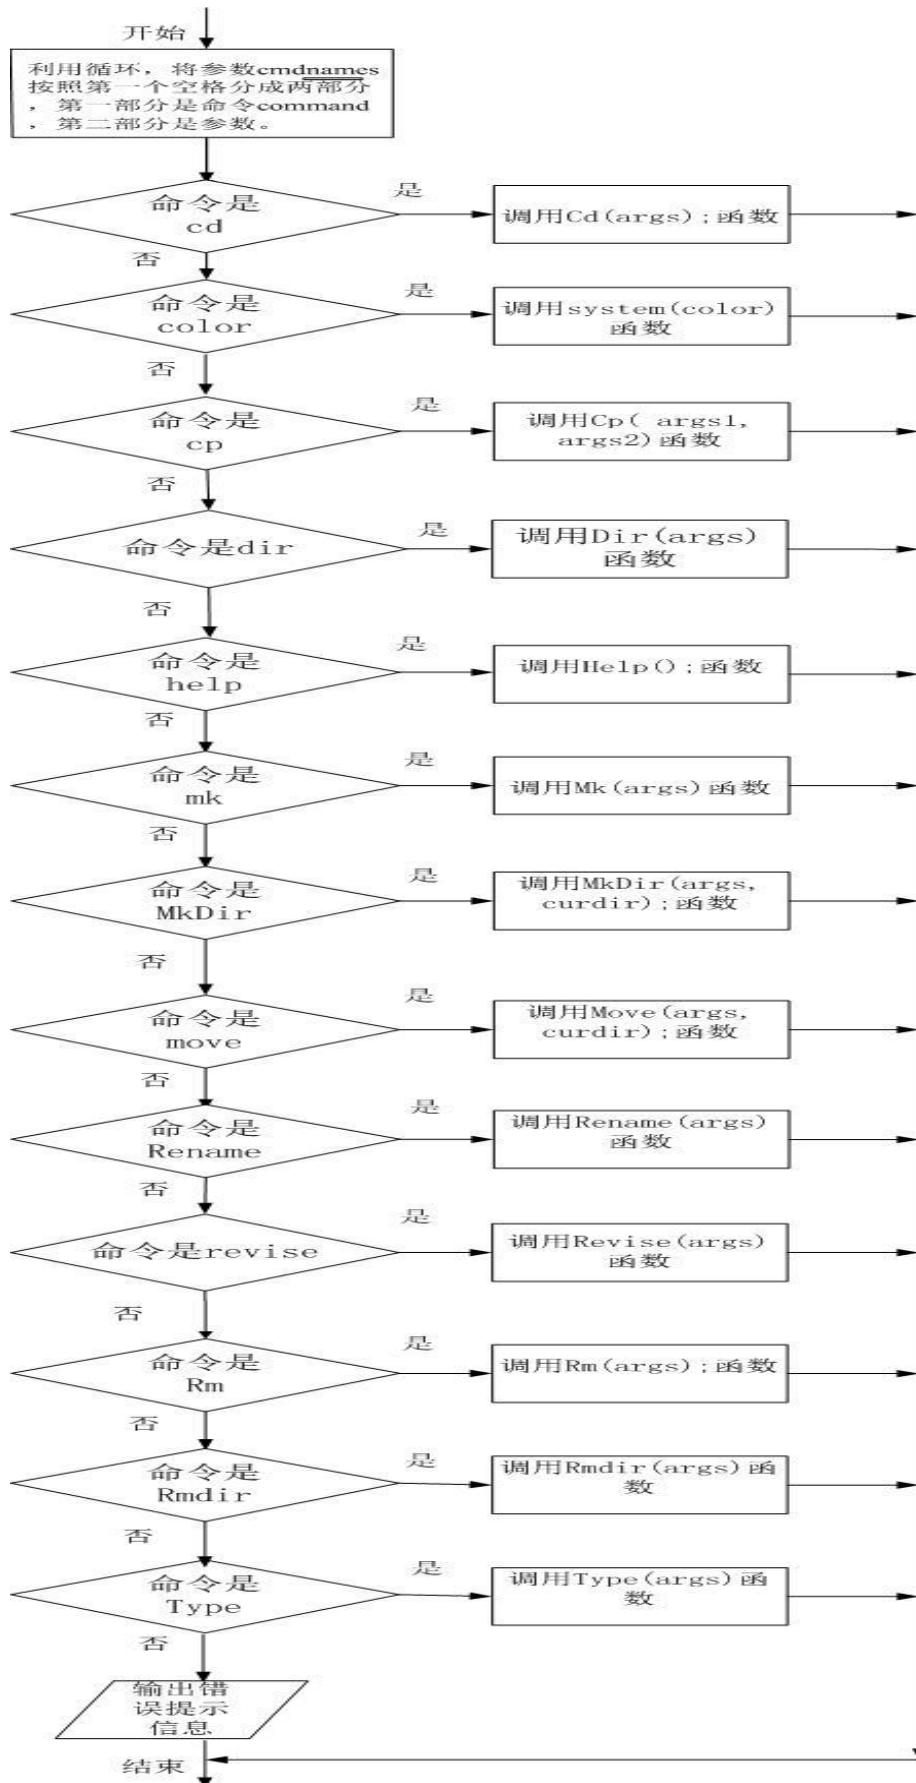 开始
利用循环，将参数cmdnames
按照第一个空格分成两部分
，第一部分是命令command
，第二部分是参数。
命令是
cd
是
调用Cd(args);函数
否
命令是
color
是
调用system(color)
函数
否
命令是
cp
是
调用Cp( args1,
args2)函数
否
命令是dir
是
调用Dir(args)
函数
否
命令是
help
是
调用Help();函数
否
命令是
mk
是
调用Mk(args)函数
否
命令是
MkDir
是
调用MkDir(args,
curdir);函数
否
命令是
move
是
调用Move(args,
curdir);函数
否
命令是
Rename
是
调用Rename(args)
函数
否
命令是revise
是
调用Revise(args)
函数
否
命令是
Rm
是
调用Rm(args);函数
否
命令是
Rmdir
是
调用Rmdir(args)函
数
否
命令是
Type
是
调用Type(args)函
数
否
输出错
误提示
信息
结束